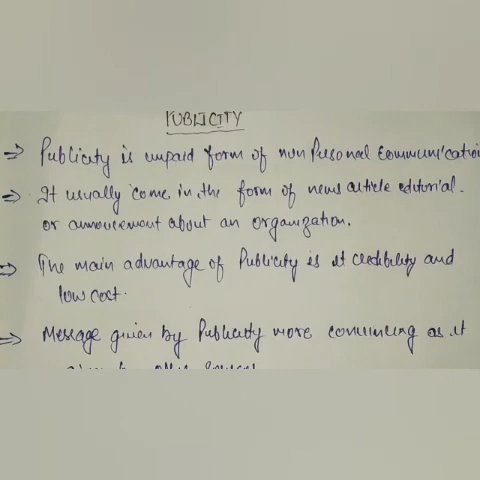 PUBLICITY
⇒ Publicity is unpaid form of non Personal Communication
⇒ It usually come in the form of news article editorial.
or announcement about an organization.
⇒ The main advantage of Publicity is it credibility and
low cost.
⇒ Message given by Publicity more convincing as it